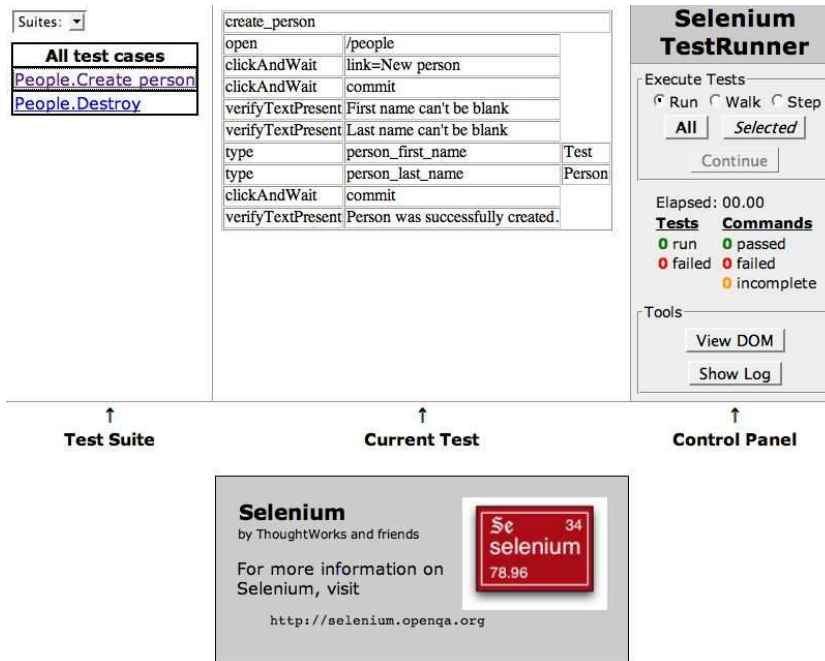 Suites:
All test cases
People.Create person
People.Destroy
create_person
open /people
clickAndWait link=New person
clickAndWait commit
verifyTextPresent First name can't be blank
verifyTextPresent Last name can't be blank
type person_first_name Test
type person_last_name Person
clickAndWait commit
verifyTextPresent Person was successfully created.
Selenium
TestRunner
Execute Tests
Run Walk Step
All Selected
Continue
Elapsed: 00.00
Tests Commands
0 run 0 passed
0 failed 0 failed
0 incomplete
Tools
View DOM
Show Log
↑ ↑ ↑
Test Suite Current Test Control Panel
Selenium
by ThoughtWorks and friends
For more information on
Selenium, visit
http://selenium.openqa.org
Se 34
selenium
78.96